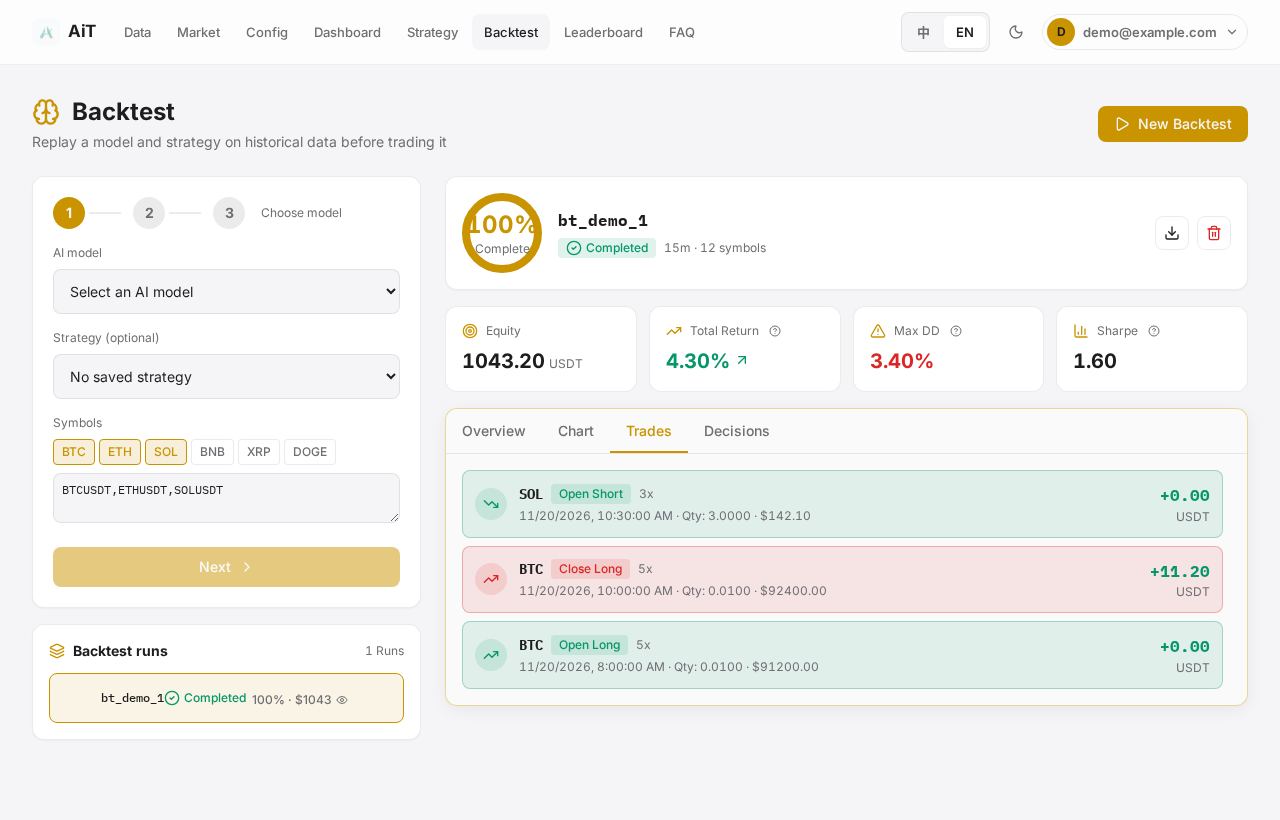 AiT Data Market Config Dashboard Strategy Backtest Leaderboard FAQ 中 EN D demo@example.com
Backtest
Replay a model and strategy on historical data before trading it
New Backtest
1 2 3 Choose model
AI model
Select an AI model
Strategy (optional)
No saved strategy
Symbols
BTC ETH SOL BNB XRP DOGE
BTCUSDT,ETHUSDT,SOLUSDT
Next
Backtest runs 1 Runs
bt_demo_1 Completed 100% · $1043
100%
Complete
bt_demo_1
Completed 15m · 12 symbols
Equity
1043.20 USDT
Total Return
4.30%
Max DD
3.40%
Sharpe
1.60
Overview Chart Trades Decisions
SOL Open Short 3x
11/20/2026, 10:30:00 AM · Qty: 3.0000 · $142.10
+0.00
USDT
BTC Close Long 5x
11/20/2026, 10:00:00 AM · Qty: 0.0100 · $92400.00
+11.20
USDT
BTC Open Long 5x
11/20/2026, 8:00:00 AM · Qty: 0.0100 · $91200.00
+0.00
USDT